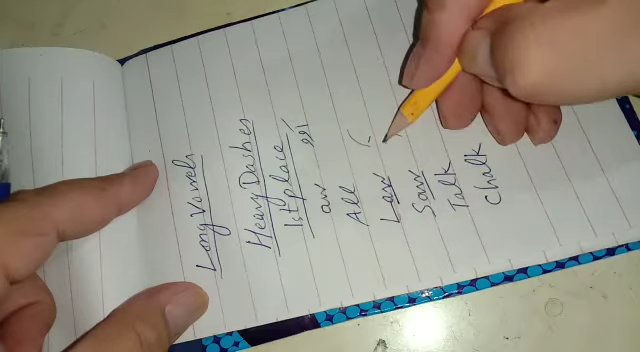 Long Vowels
Heavy Dashes
1st place
aw
All
Law
Saw
Talk
Chalk